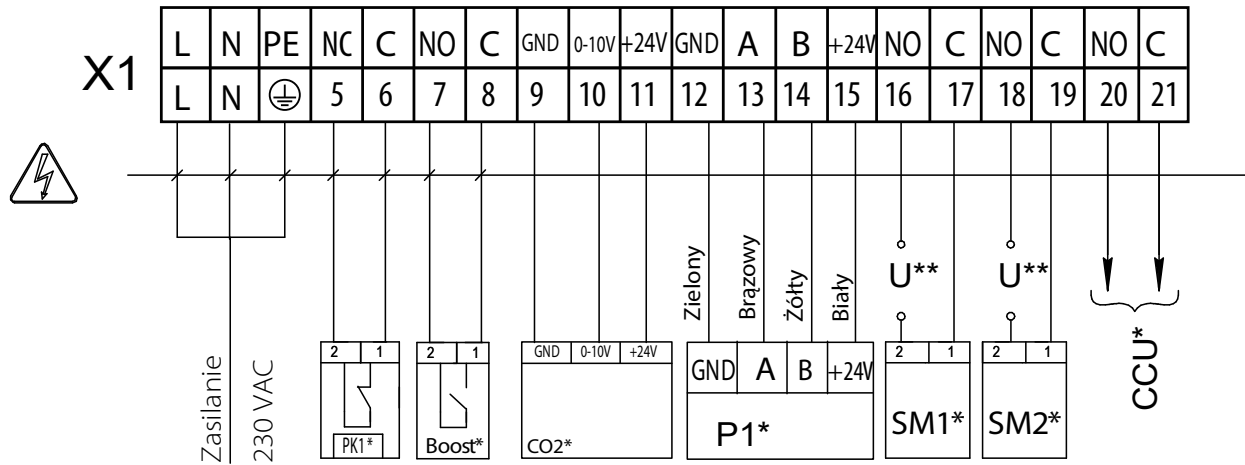 X1
L N PE NC C NO C GND 0-10V +24V GND A B +24V NO C NO C NO C
L N 5 6 7 8 9 10 11 12 13 14 15 16 17 18 19 20 21
Zasilanie
230 VAC
Zielony
Brązowy
Żółty
Biały
U**
U**
CCU*
2 1
PK1*
2 1
Boost*
GND 0-10V +24V
CO2*
GND A B +24V
P1*
2 1
SM1*
2 1
SM2*